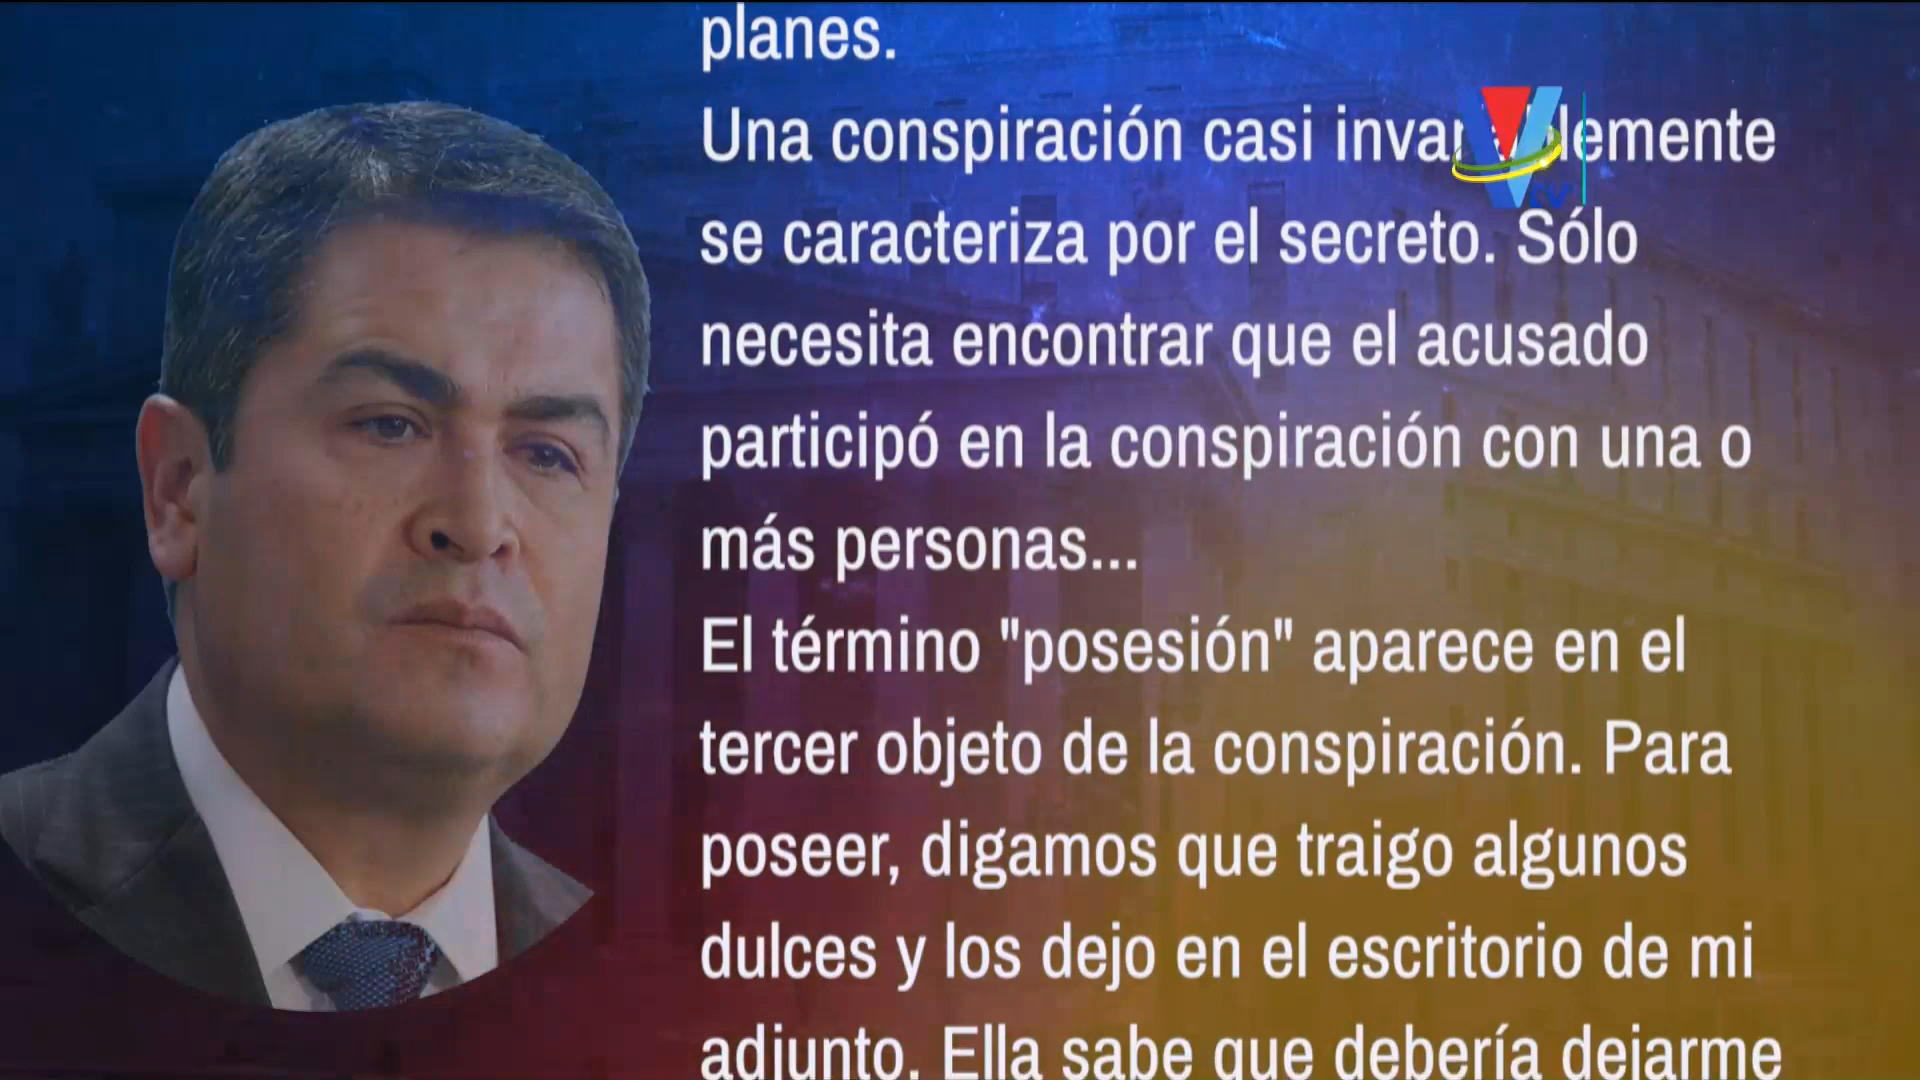 planes.
Una conspiración casi invariablemente
se caracteriza por el secreto. Sólo
necesita encontrar que el acusado
participó en la conspiración con una o
más personas...
El término "posesión" aparece en el
tercer objeto de la conspiración. Para
poseer, digamos que traigo algunos
dulces y los dejo en el escritorio de mi
adjunto. Ella sabe que debería dejarme